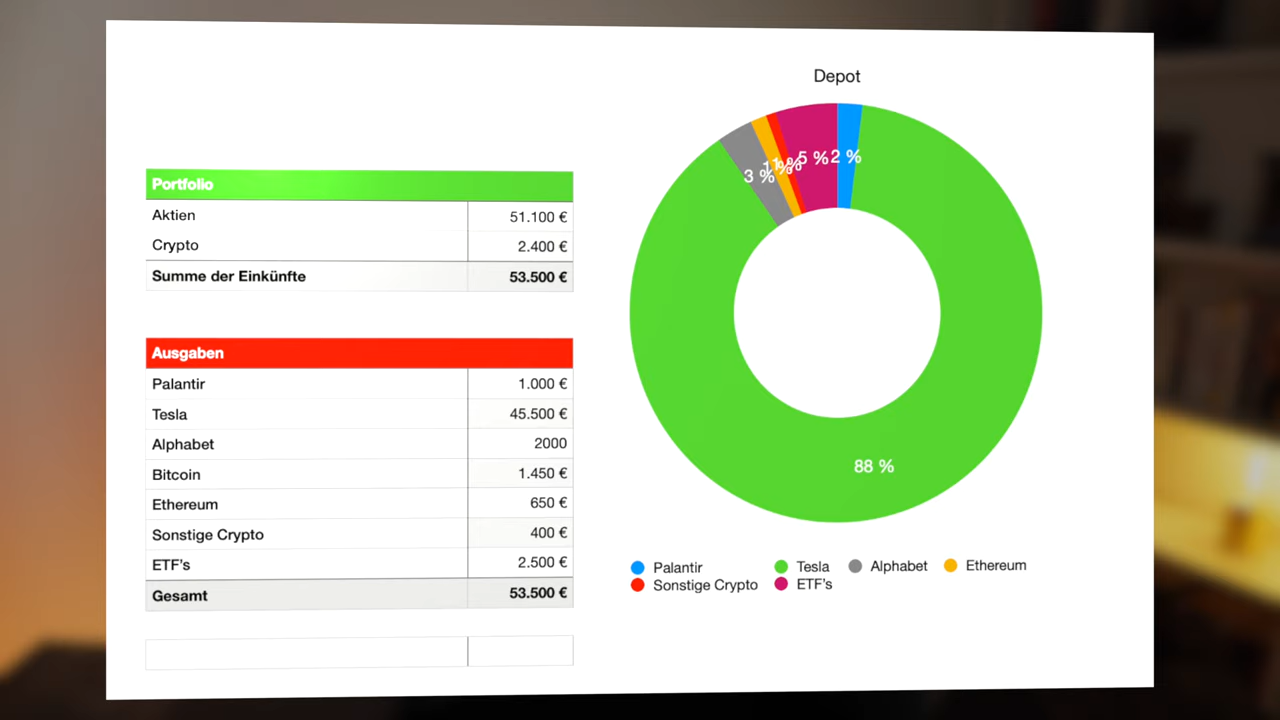 Depot
Portfolio
Aktien 51.100 €
Crypto 2.400 €
Summe der Einkünfte 53.500 €
Ausgaben
Palantir 1.000 €
Tesla 45.500 €
Alphabet 2000
Bitcoin 1.450 €
Ethereum 650 €
Sonstige Crypto 400 €
ETF's 2.500 €
Gesamt 53.500 €
3 %
5 %
2 %
88 %
Palantir Tesla Alphabet Ethereum
Sonstige Crypto ETF's